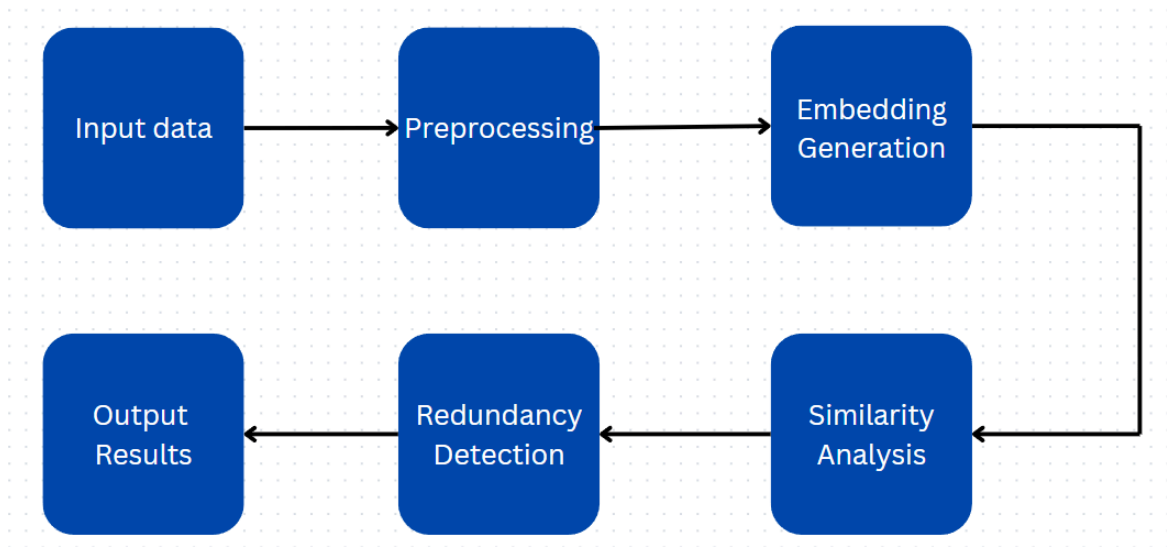 Input data
Preprocessing
Embedding
Generation
Similarity
Analysis
Redundancy
Detection
Output
Results